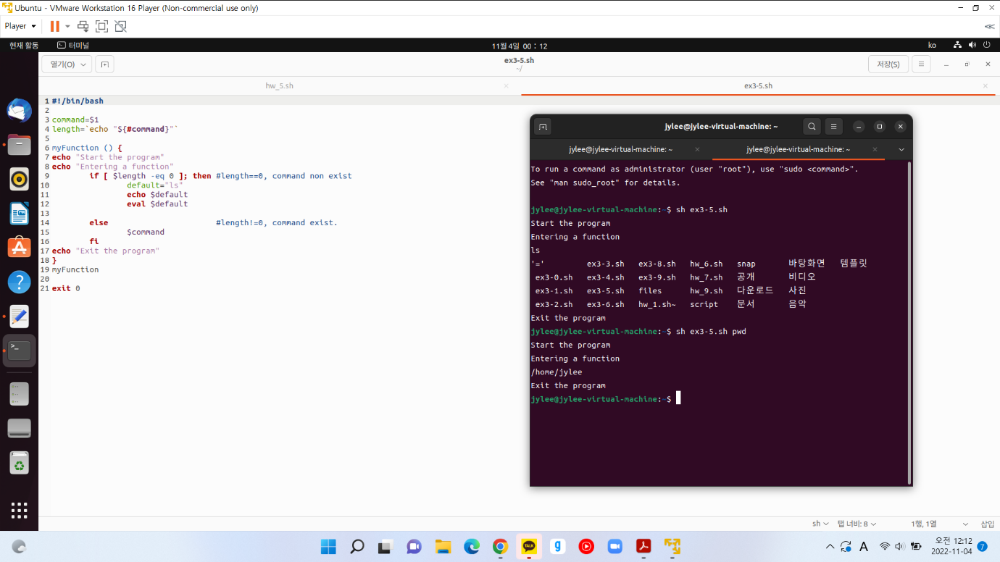 Ubuntu - VMware Workstation 16 Player (Non-commercial use only)
Player
현재 활동 터미널 11월 4일 00 : 12 ko
열기(O) ex3-5.sh 저장(S)
~/
hw_5.sh ex3-5.sh
1 #!/bin/bash
2
3 command=$1
4 length=`echo "${#command}"`
5
6 myFunction () {
7 echo "Start the program"
8 echo "Entering a function"
9 if [ $length -eq 0 ]; then #length==0, command non exist
10 default="ls"
11 echo $default
12 eval $default
13
14 else #length!=0, command exist.
15 $command
16 fi
17 echo "Exit the program"
18 }
19 myFunction
20
21 exit 0
jylee@jylee-virtual-machine: ~
jylee@jylee-virtual-machine: ~ jylee@jylee-virtual-machine: ~
To run a command as administrator (user "root"), use "sudo <command>".
See "man sudo_root" for details.
jylee@jylee-virtual-machine:~$ sh ex3-5.sh
Start the program
Entering a function
ls
'=' ex3-3.sh ex3-8.sh hw_6.sh snap 바탕화면 템플릿
ex3-0.sh ex3-4.sh ex3-9.sh hw_7.sh 공개 비디오
ex3-1.sh ex3-5.sh files hw_9.sh 다운로드 사진
ex3-2.sh ex3-6.sh hw_1.sh~ script 문서 음악
Exit the program
jylee@jylee-virtual-machine:~$ sh ex3-5.sh pwd
Start the program
Entering a function
/home/jylee
Exit the program
jylee@jylee-virtual-machine:~$
sh 탭 너비: 8 1행, 1열 삽입
TALK A 오전 12:12
2022-11-04 7